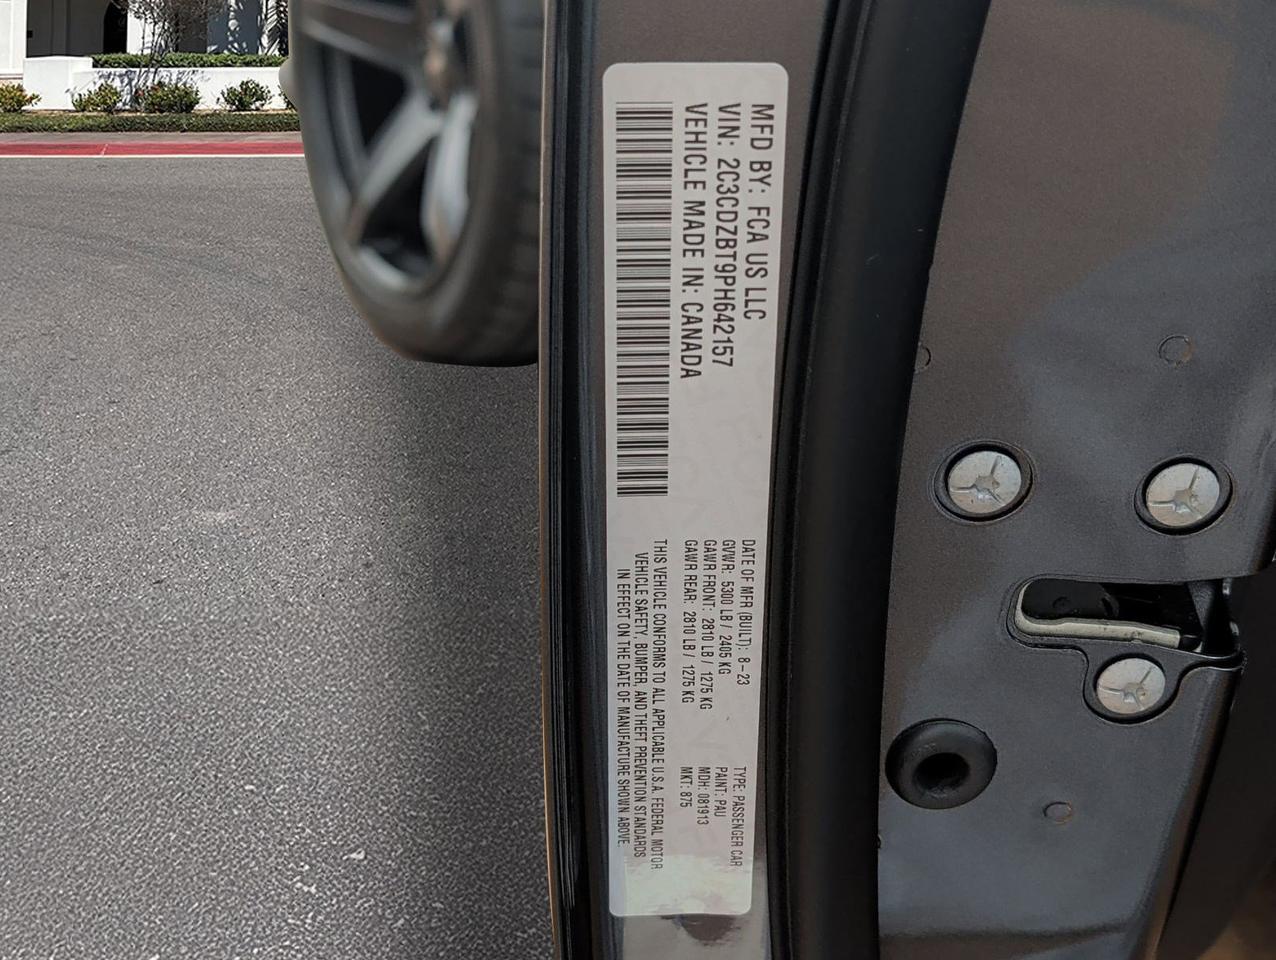 MFD BY: FCA US LLC
VIN: 2C3CDZBT9PH642157
VEHICLE MADE IN: CANADA
DATE OF MFR (BUILT): 8-23
GVWR: 5300 LB / 2405 KG
GAWR FRONT: 2810 LB / 1275 KG
GAWR REAR: 2810 LB / 1275 KG
TYPE: PASSENGER CAR
PAINT: PAU
MDH: 081913
MKT: 875
THIS VEHICLE CONFORMS TO ALL APPLICABLE U.S.A. FEDERAL MOTOR
VEHICLE SAFETY, BUMPER, AND THEFT PREVENTION STANDARDS
IN EFFECT ON THE DATE OF MANUFACTURE SHOWN ABOVE.